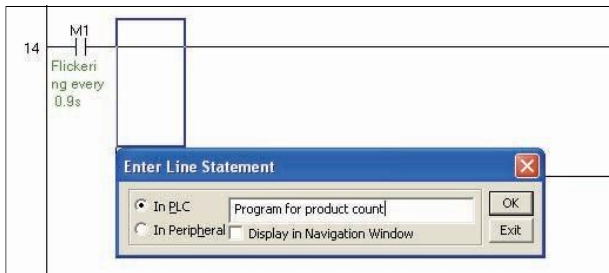 M1
14
Flickeri
ng every
0.9s
Enter Line Statement
In PLC
Program for product count
OK
In Peripheral
Display in Navigation Window
Exit